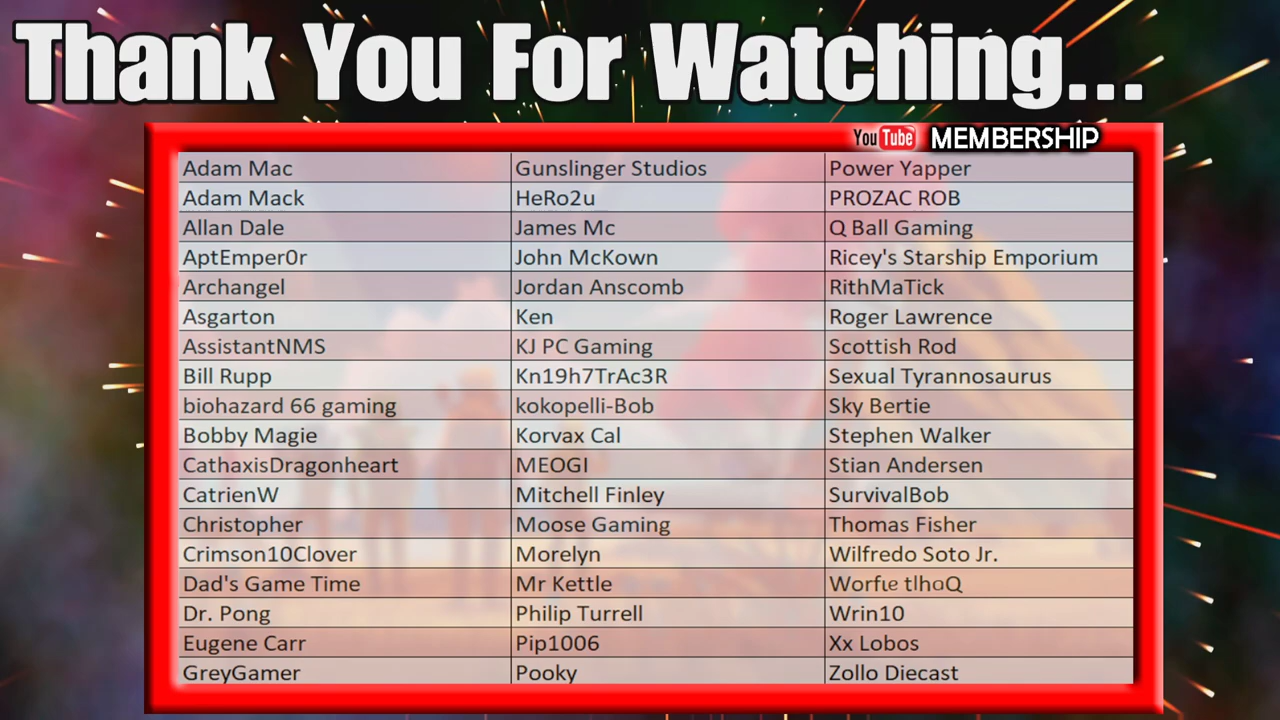 Thank You For Watching...
YouTube MEMBERSHIP
Adam Mac Gunslinger Studios Power Yapper
Adam Mack HeRo2u PROZAC ROB
Allan Dale James Mc Q Ball Gaming
AptEmper0r John McKown Ricey's Starship Emporium
Archangel Jordan Anscomb RithMaTick
Asgarton Ken Roger Lawrence
AssistantNMS KJ PC Gaming Scottish Rod
Bill Rupp Kn19h7TrAc3R Sexual Tyrannosaurus
biohazard 66 gaming kokopelli-Bob Sky Bertie
Bobby Magie Korvax Cal Stephen Walker
CathaxisDragonheart MEOGI Stian Andersen
CatrienW Mitchell Finley SurvivalBob
Christopher Moose Gaming Thomas Fisher
Crimson10Clover Morelyn Wilfredo Soto Jr.
Dad's Game Time Mr Kettle Worfɩe tlhɑQ
Dr. Pong Philip Turrell Wrin10
Eugene Carr Pip1006 Xx Lobos
GreyGamer Pooky Zollo Diecast